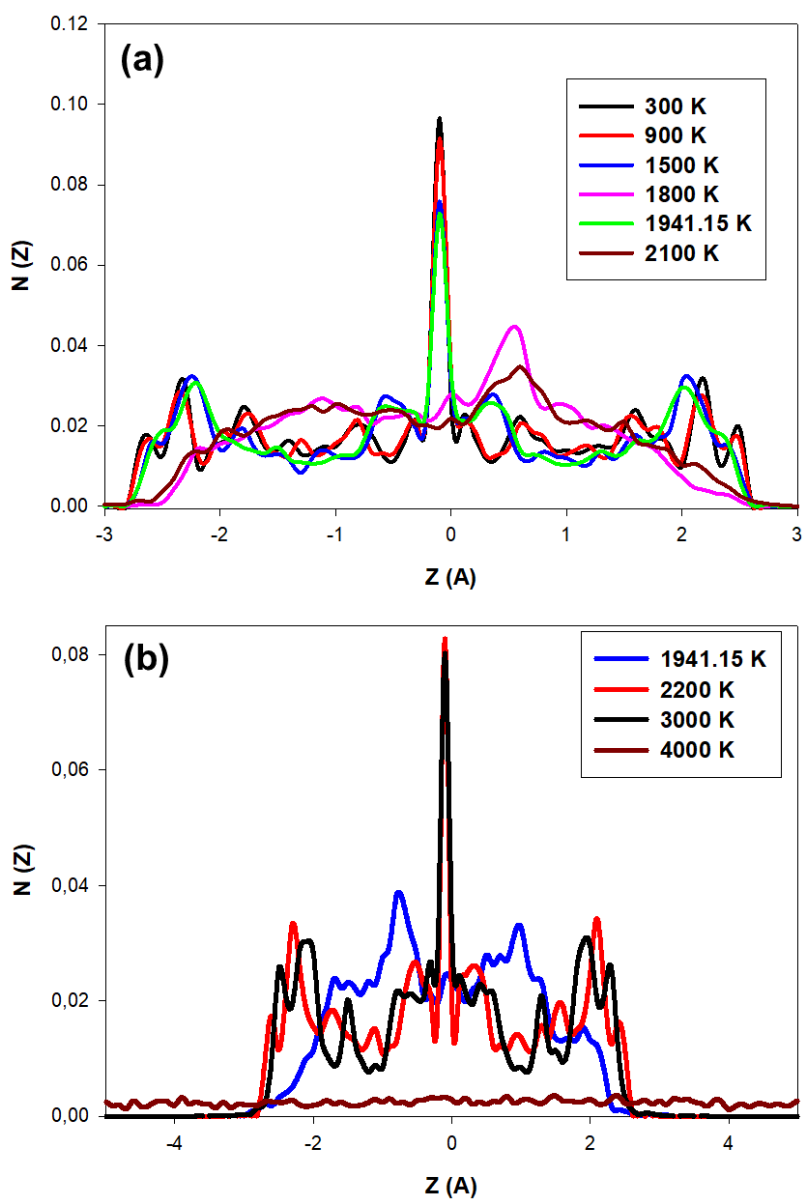 (a)
0.12
0.10
0.08
0.06
0.04
0.02
0.00
N (Z)
300 K
900 K
1500 K
1800 K
1941.15 K
2100 K
-3 -2 -1 0 1 2 3
Z (A)
(b)
0,08
0,06
0,04
0,02
0,00
N (Z)
1941.15 K
2200 K
3000 K
4000 K
-4 -2 0 2 4
Z (A)